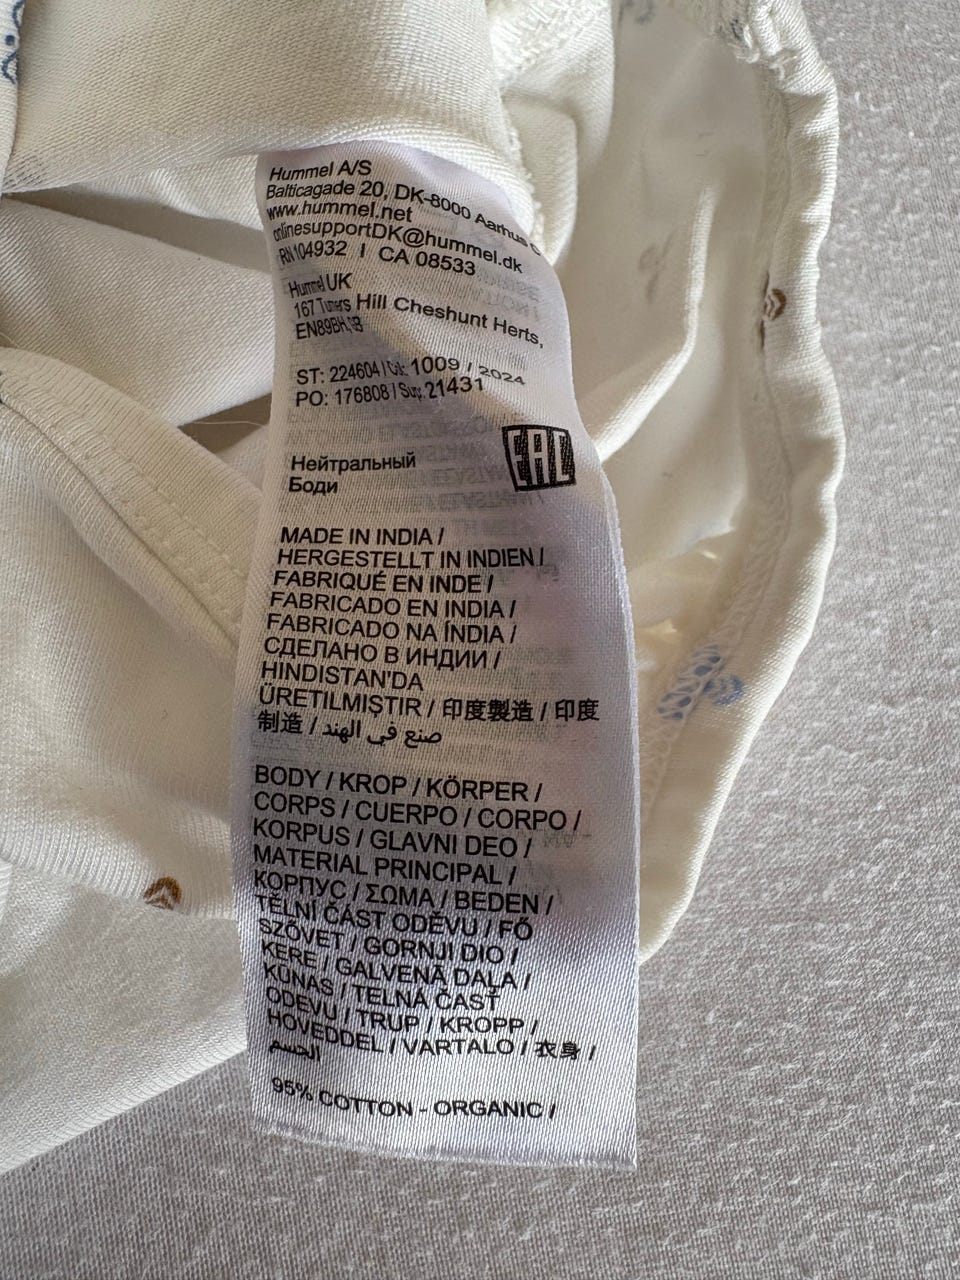 Hummel A/S
Balticagade 20, DK-8000 Aarhus C
www.hummel.net
onlinesupportDK@hummel.dk
RN 104932 | CA 08533
Hummel UK
167 Turners Hill Cheshunt Herts,
EN89BH,
ST: 224604 / Col: 1009 / 2024
PO: 176808 / Sup: 21431
EAC
Нейтральный
Боди
MADE IN INDIA /
HERGESTELLT IN INDIEN /
FABRIQUÉ EN INDE /
FABRICADO EN INDIA /
FABRICADO NA ÍNDIA /
СДЕЛАНО В ИНДИИ /
HINDISTAN'DA
ÜRETILMIŞTIR / 印度製造 / 印度
制造 / صنع في الهند
BODY / KROP / KÖRPER /
CORPS / CUERPO / CORPO /
KORPUS / GLAVNI DEO /
MATERIAL PRINCIPAL /
КОРПУС / ΣΩΜΑ / BEDEN /
TĚLNÍ ČÁST ODĚVU / FŐ
SZÖVET / GORNJI DIO /
KERE / GALVENĀ DAĻA /
KŪNAS / TELNÁ ČASŤ
ODEVU / TRUP / KROPP /
HOVEDDEL / VARTALO / 衣身 /
الجسم
95% COTTON - ORGANIC /